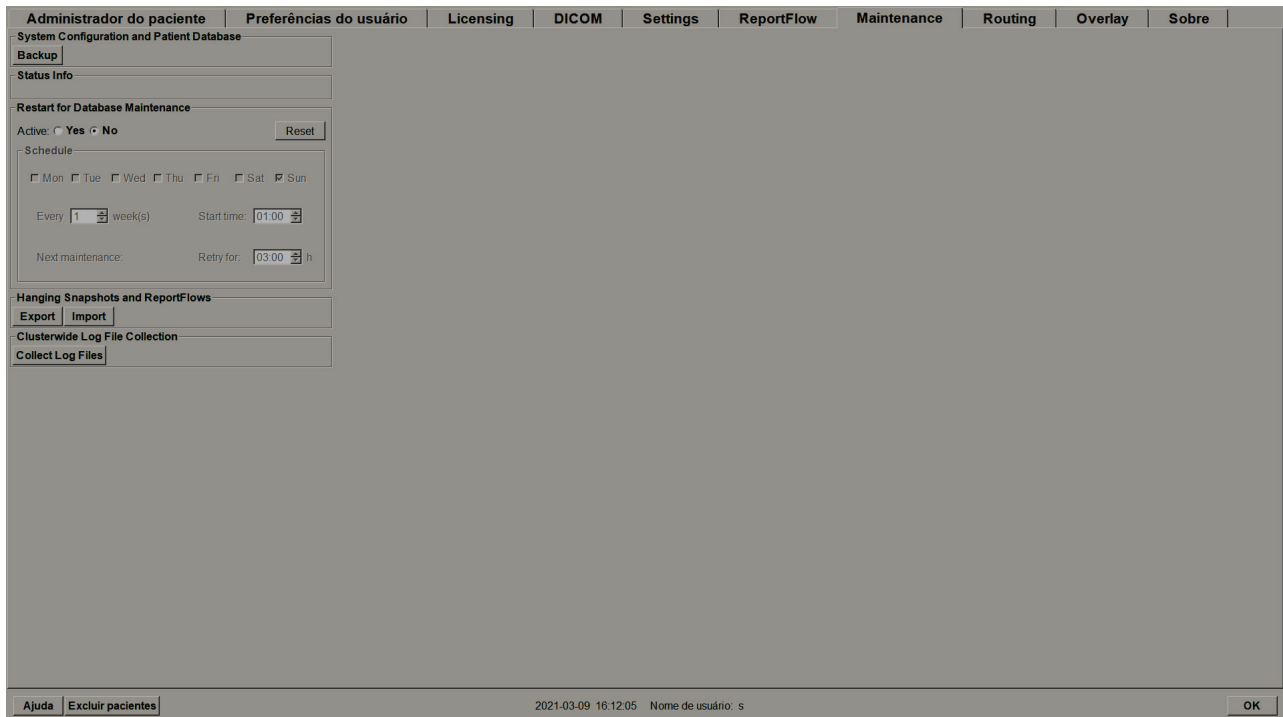 Administrador do paciente Preferências do usuário Licensing DICOM Settings ReportFlow Maintenance Routing Overlay Sobre
System Configuration and Patient Database
Backup
Status Info
Restart for Database Maintenance
Active: Yes No Reset
Schedule
Mon Tue Wed Thu Fri Sat Sun
Every 1 week(s) Start time: 01:00
Next maintenance: Retry for: 03:00 h
Hanging Snapshots and ReportFlows
Export Import
Clusterwide Log File Collection
Collect Log Files
Ajuda Excluir pacientes 2021-03-09 16:12:05 Nome de usuário: s OK